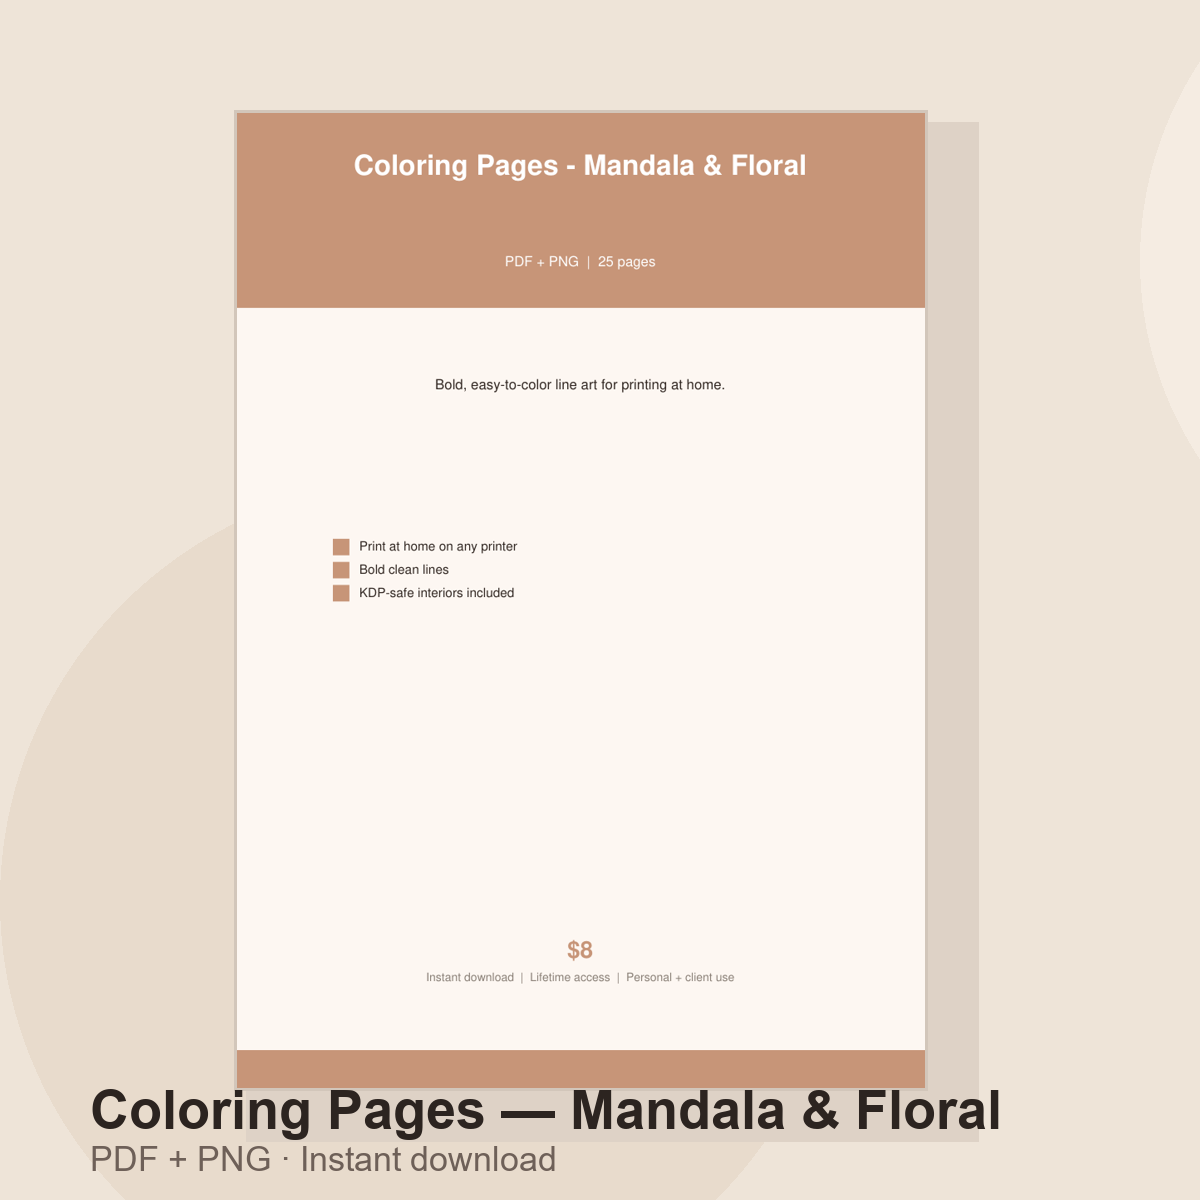 Coloring Pages - Mandala & Floral
PDF + PNG | 25 pages
Bold, easy-to-color line art for printing at home.
Print at home on any printer
Bold clean lines
KDP-safe interiors included
$8
Instant download | Lifetime access | Personal + client use
Coloring Pages — Mandala & Floral
PDF + PNG · Instant download